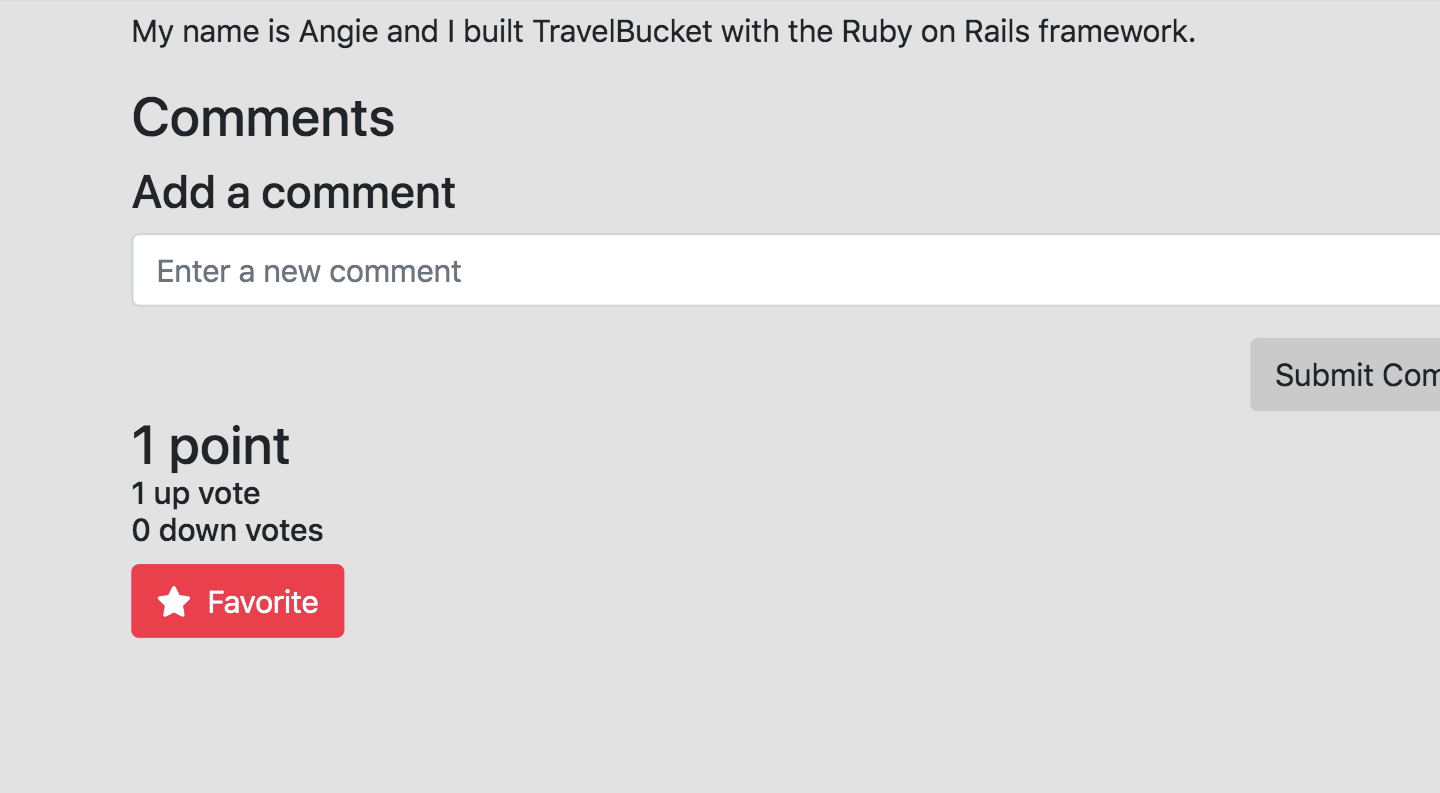 My name is Angie and I built TravelBucket with the Ruby on Rails framework.
Comments
Add a comment
Enter a new comment
Submit Com
1 point
1 up vote
0 down votes
Favorite